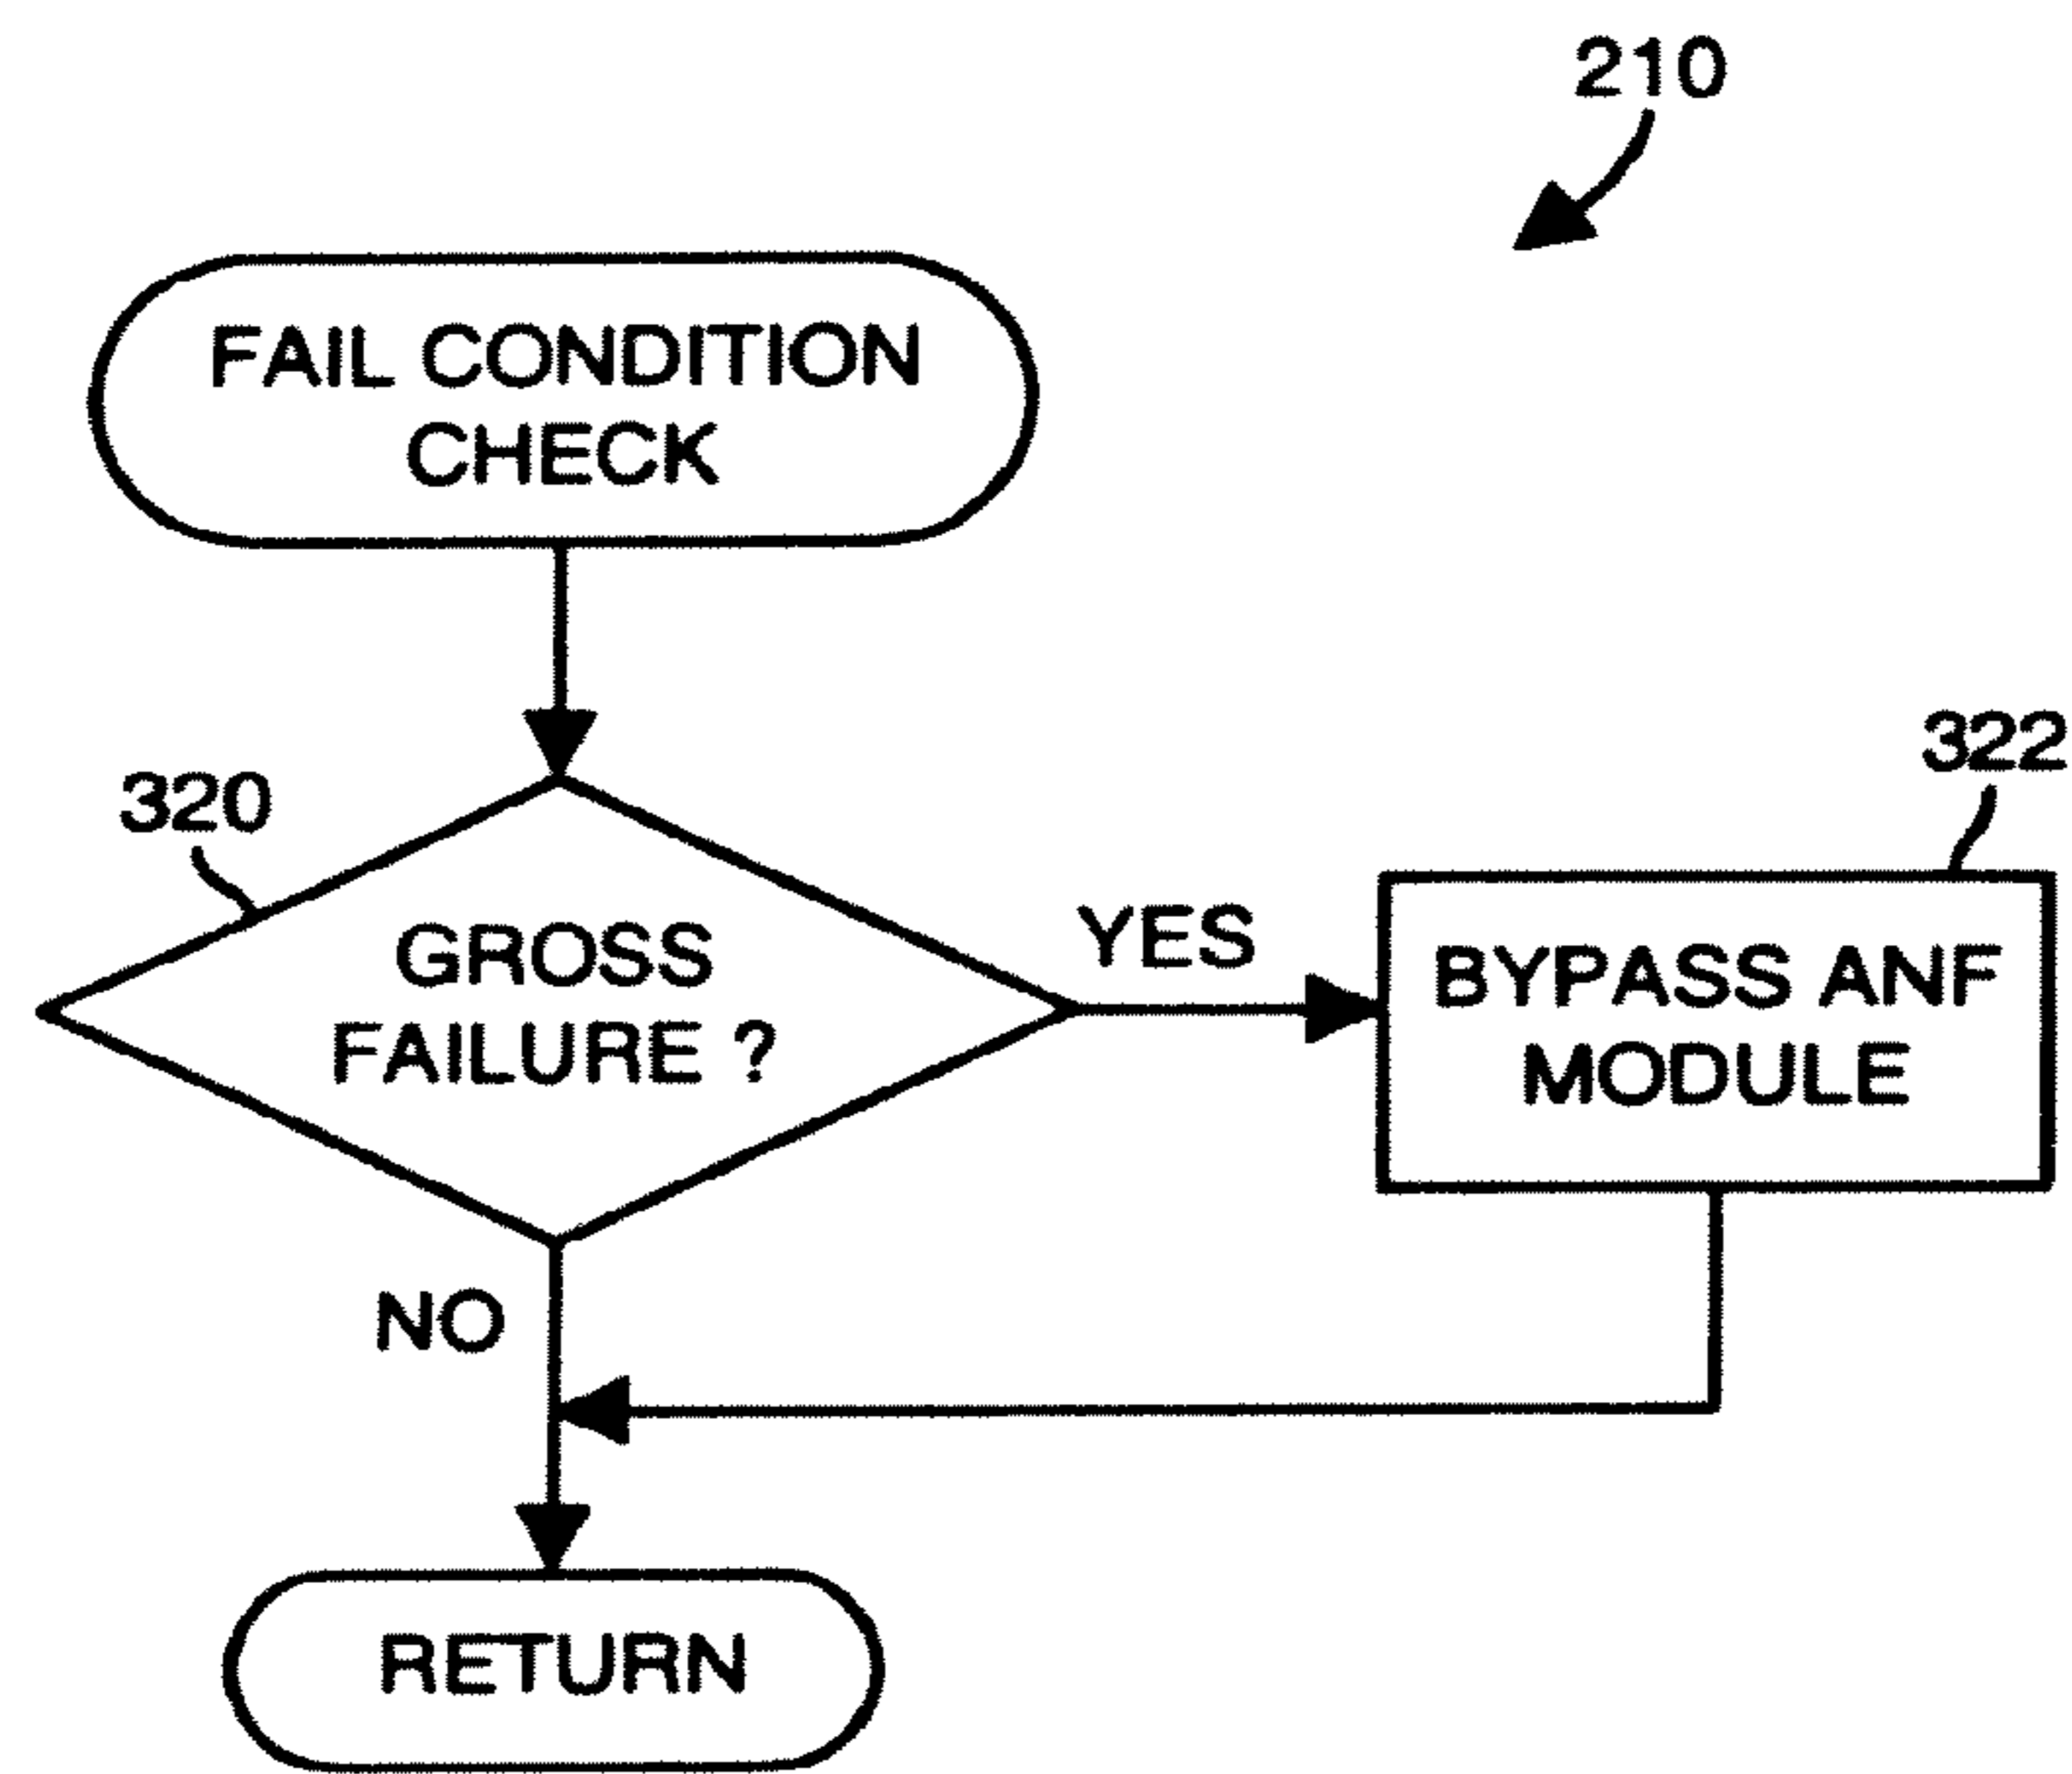 210
FAIL CONDITION
CHECK
320
GROSS
FAILURE ?
YES
322
BYPASS ANF
MODULE
NO
RETURN